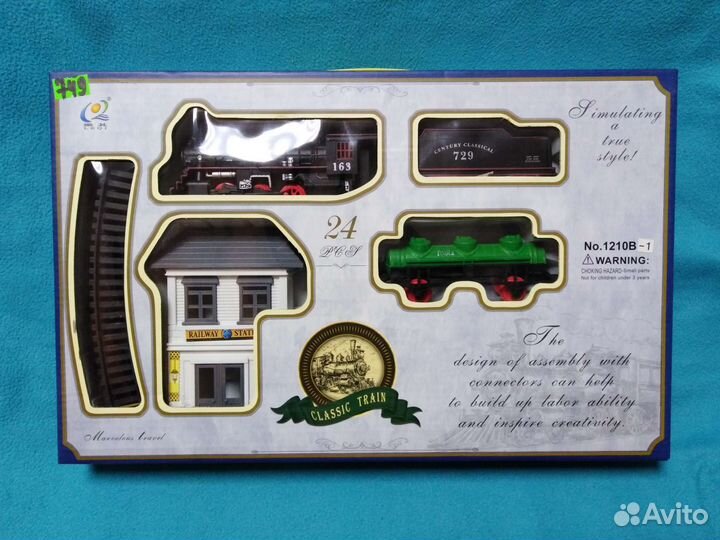 749
LEQI
163
CENTURY CLASSICAL
729
Simulating
a
true
style!
24
PCS
No.1210B -1
WARNING:
CHOKING HAZARD-Small parts
Not for children under 3 years
RAILWAY STATI
CLASSIC TRAIN
The
design of assembly with
connectors can help
to build up labor ability
and inspire creativity.
Marvelous travel
Avito